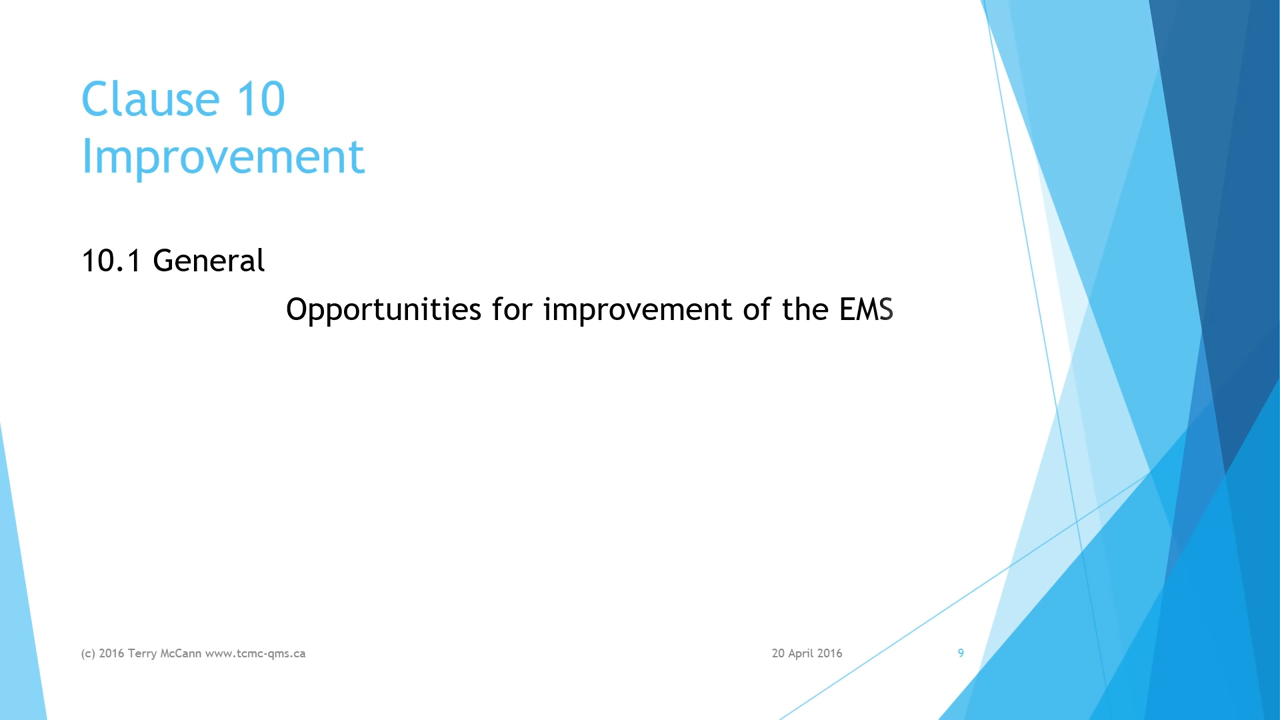 Clause 10
Improvement
10.1 General
Opportunities for improvement of the EMS
(c) 2016 Terry McCann www.tcmc-qms.ca
20 April 2016
9